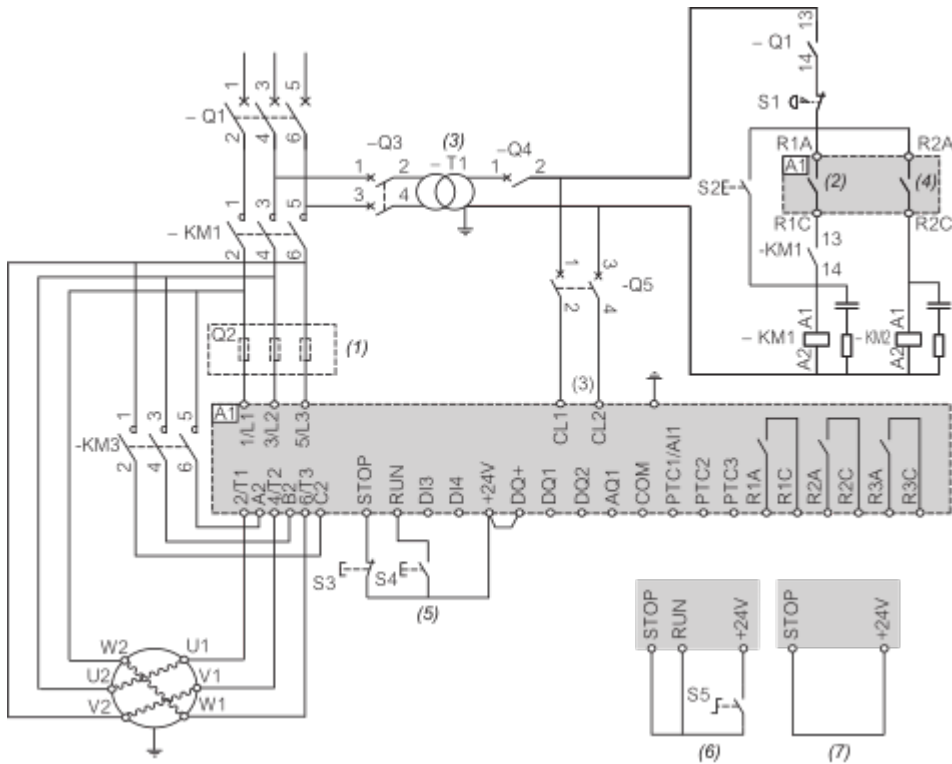 13
– Q1
14
S1
1 3 5
– Q1
2 4 6
–Q3
(3)
– T1
–Q4
1 2
1 2
3 4
R1A R2A
A1
S2
(2) (4)
R1C R2C
-KM1
13
14
1 3 5
– KM1
2 4 6
1 3
-Q5
2 4
A1 A1
– KM1
– KM2
A2 A2
Q2
(1)
(3)
A1
1/L1 3/L2 5/L3
CL1 CL2
1 3 5
-KM3
2 4 6
2/T1 A2 4/T2 B2 6/T3 C2
STOP RUN DI3 DI4 +24V DQ+ DQ1 DQ2 AQ1 COM PTC1/AI1 PTC2 PTC3 R1A R1C R2A R2C R3A R3C
S3 S4
(5)
STOP RUN +24V
S5
(6)
STOP +24V
(7)
W2 U1
U2 V1
V2 W1